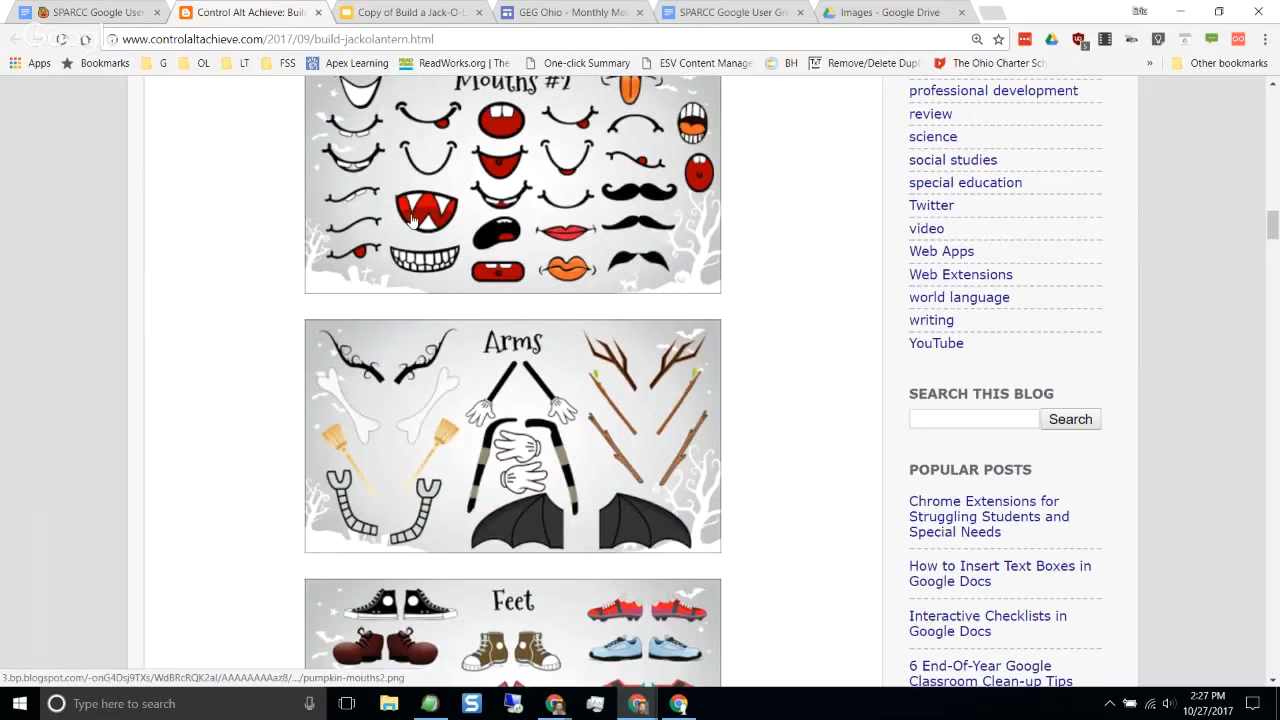 SPARCC Google User
Control Alt Achieve: Buil
Copy of Build a Jack-O-L
GEG Ohio - Monthly Me
SPARCC Google User Gro
Images - Google Drive
www.controlaltachieve.com/2017/09/build-jackolantern.html
Apps
Bookmarks
G
OL
LT
FSS
Apex Learning
ReadWorks.org | The
One-click Summary
ESV Content Manage
BH
Remove/Delete Dup
The Ohio Charter Sch
»
Other bookmarks
Mouths #2
professional development
review
science
social studies
special education
Twitter
video
Web Apps
Web Extensions
world language
writing
YouTube
Arms
SEARCH THIS BLOG
Search
POPULAR POSTS
Chrome Extensions for
Struggling Students and
Special Needs
How to Insert Text Boxes in
Google Docs
Interactive Checklists in
Google Docs
6 End-Of-Year Google
Classroom Clean-up Tips
Feet
Type here to search
2:27 PM
10/27/2017